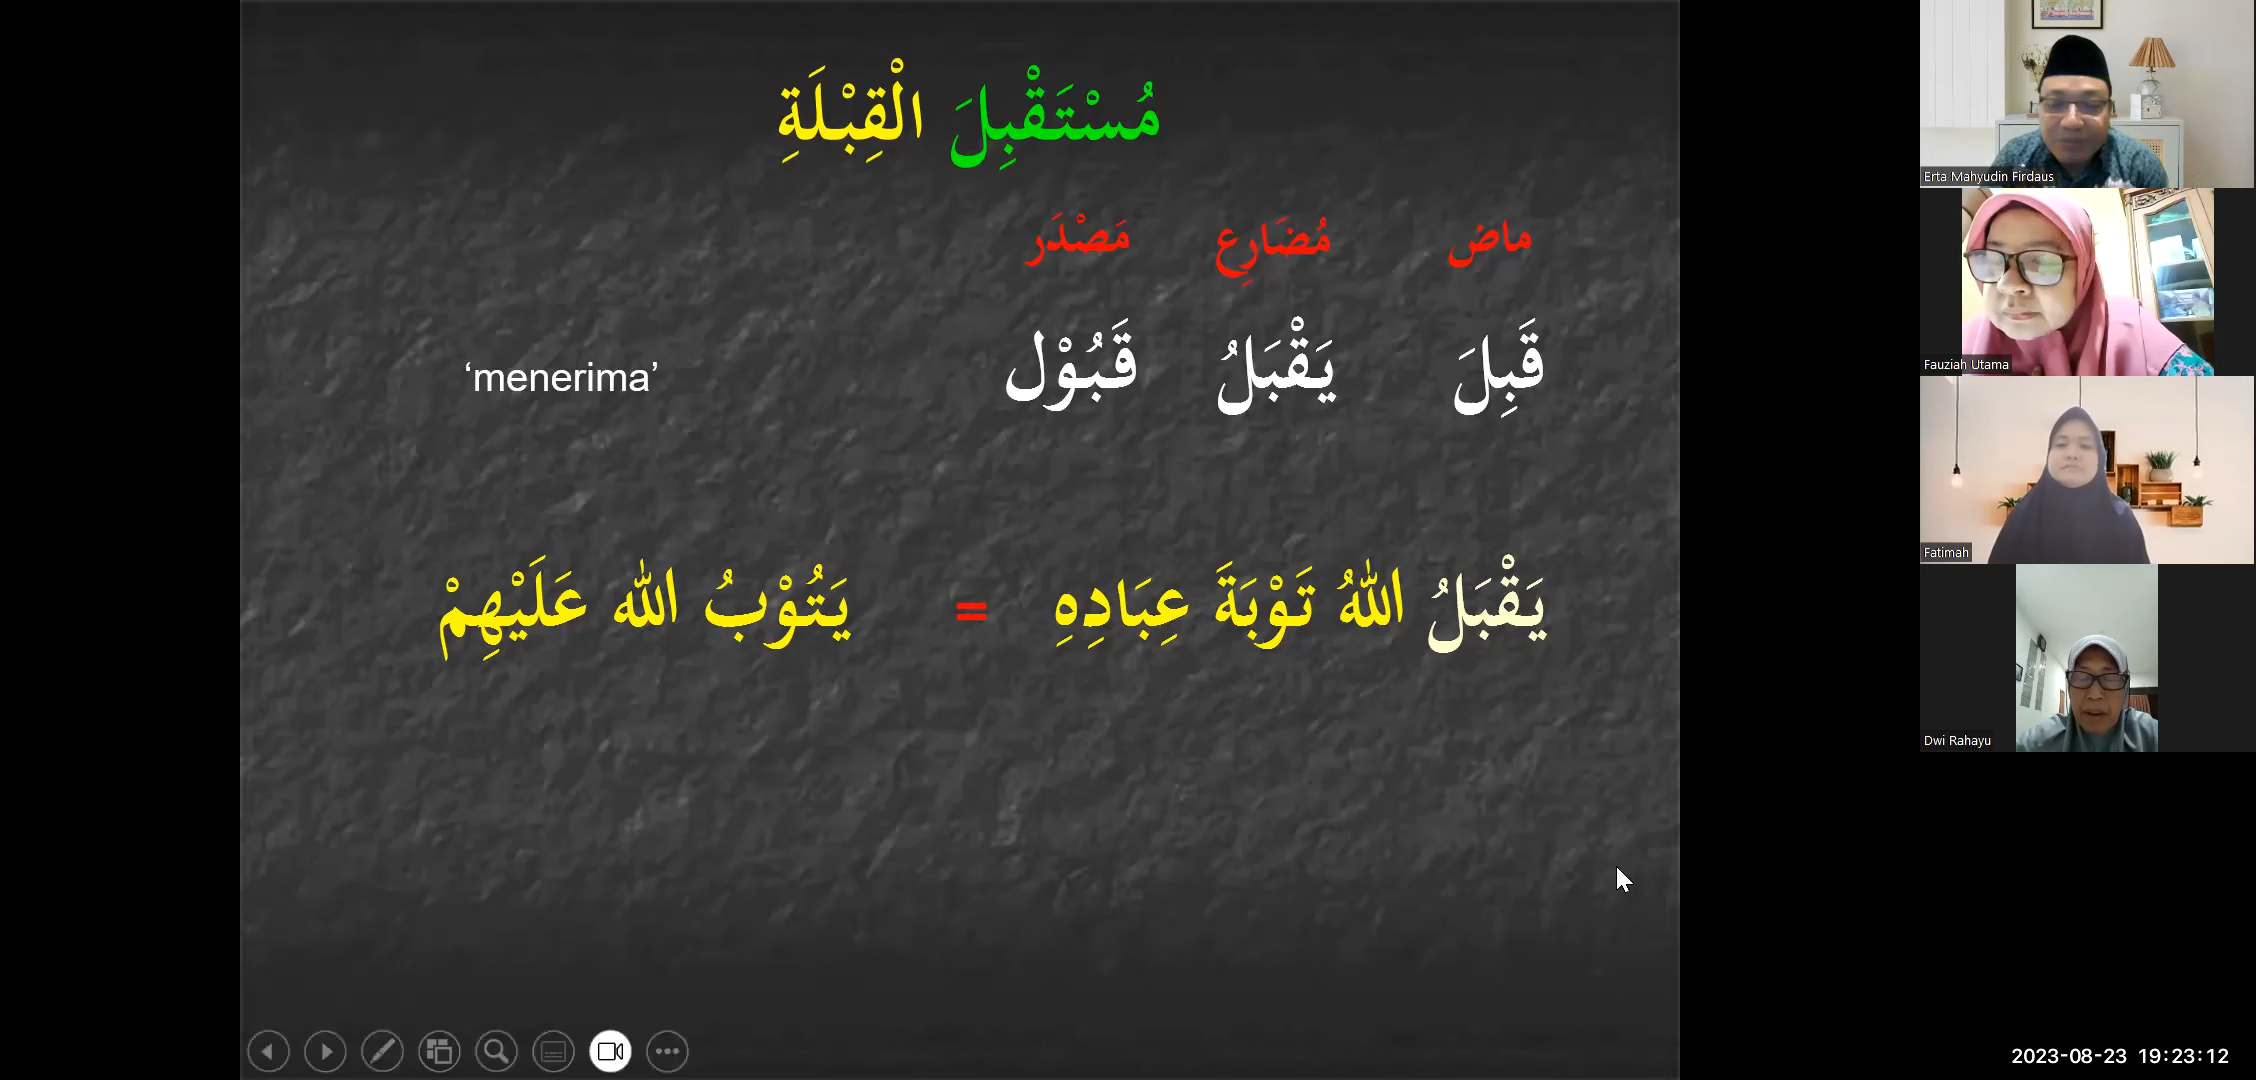 مُسْتَقْبِلَ الْقِبْلَةِ
ماض مُضَارِع مَصْدَر
قَبِلَ يَقْبَلُ قَبُوْل ‘menerima’
يَقْبَلُ اللهُ تَوْبَةَ عِبَادِهِ = يَتُوْبُ الله عَلَيْهِمْ
Erta Mahyudin Firdaus
Fauziah Utama
Fatimah
Dwi Rahayu
2023-08-23 19:23:12